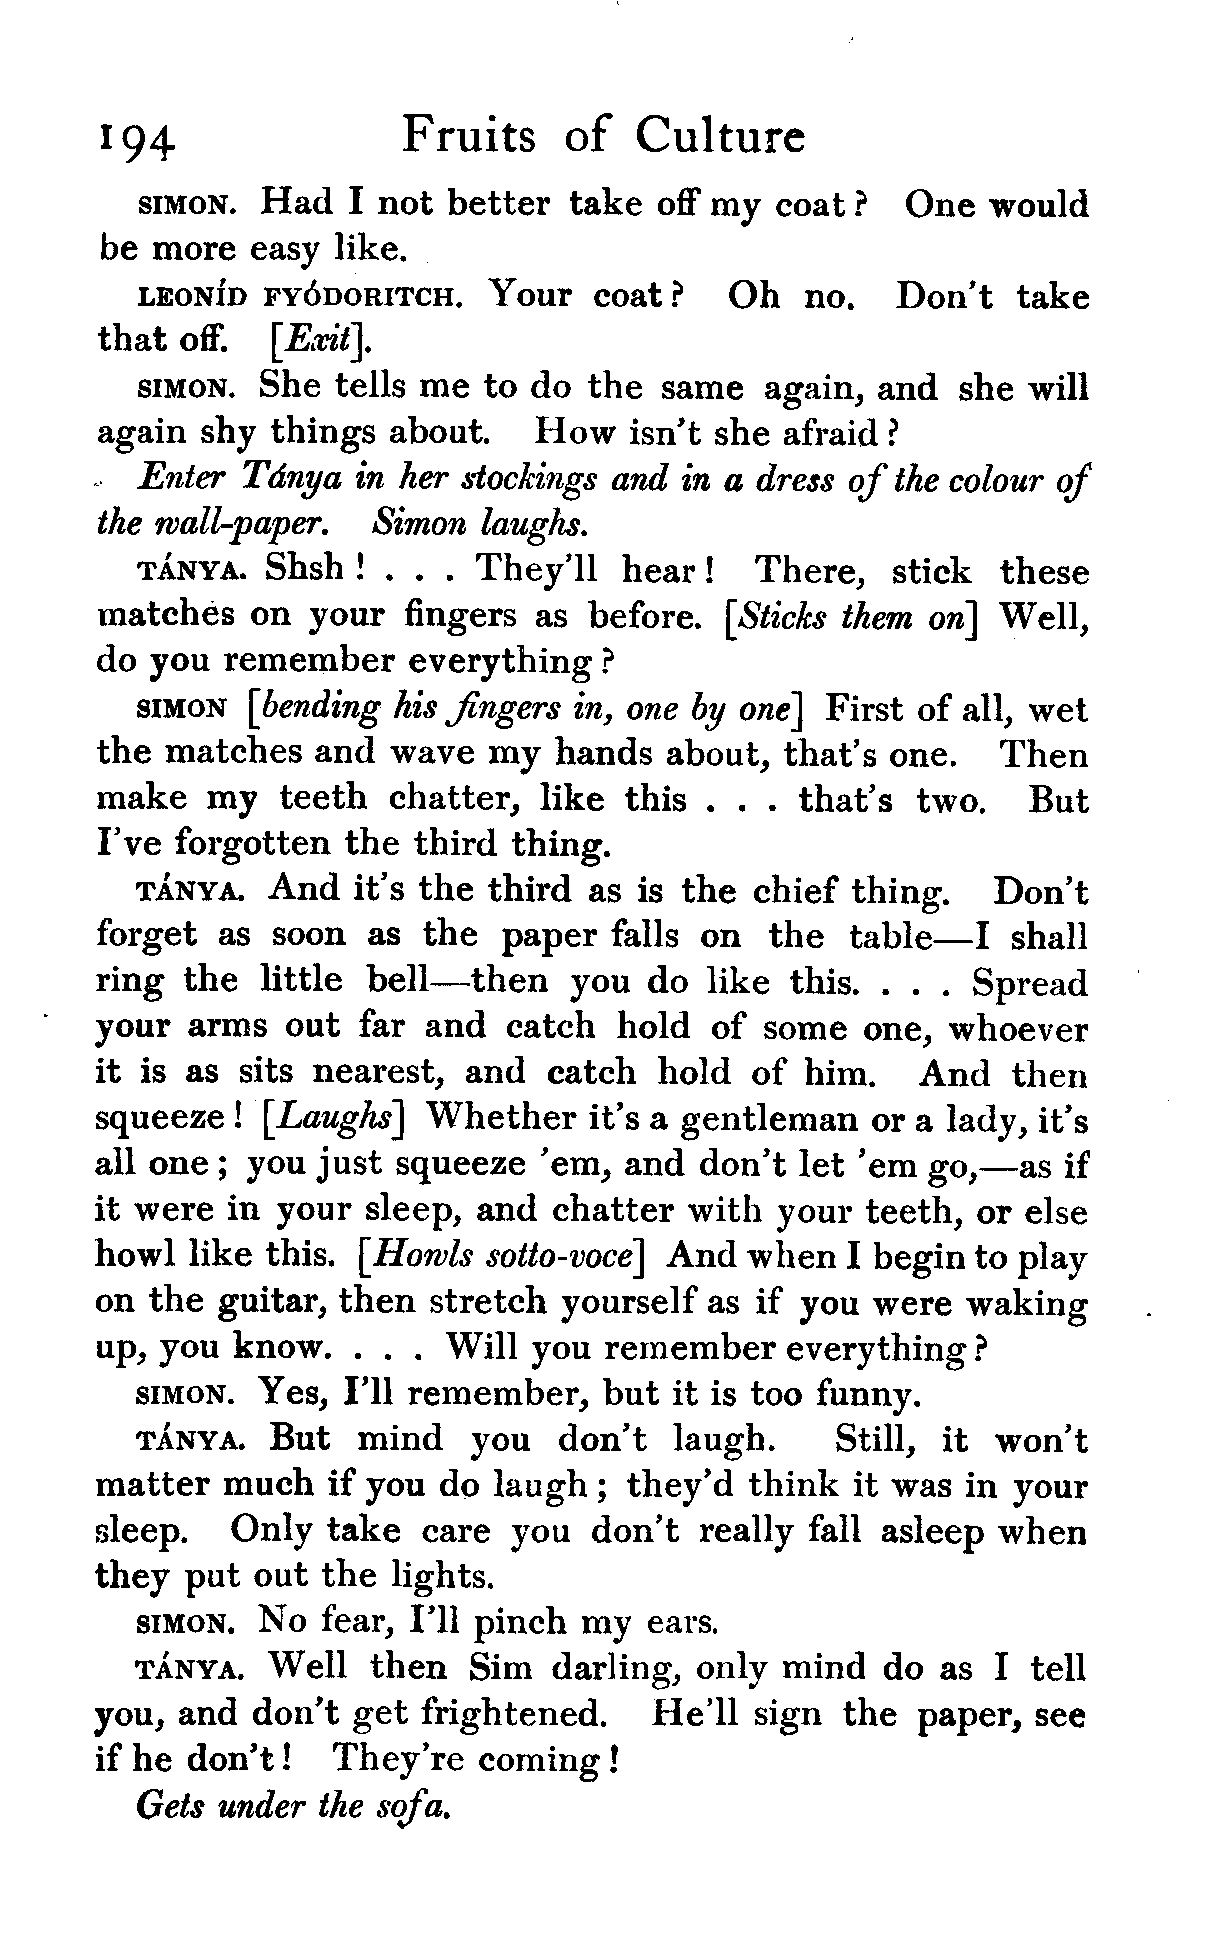 194 Fruits of Culture
SIMON. Had I not better take off my coat? One would
be more easy like.
LEONÍD FYÓDORITCH. Your coat? Oh no. Don't take
that off. [Exit].
SIMON. She tells me to do the same again, and she will
again shy things about. How isn't she afraid?
Enter Tánya in her stockings and in a dress of the colour of
the wall-paper. Simon laughs.
TÁNYA. Shsh! . . . They'll hear! There, stick these
matches on your fingers as before. [Sticks them on] Well,
do you remember everything?
SIMON [bending his fingers in, one by one] First of all, wet
the matches and wave my hands about, that's one. Then
make my teeth chatter, like this . . . that's two. But
I've forgotten the third thing.
TÁNYA. And it's the third as is the chief thing. Don't
forget as soon as the paper falls on the table—I shall
ring the little bell—then you do like this. . . . Spread
your arms out far and catch hold of some one, whoever
it is as sits nearest, and catch hold of him. And then
squeeze! [Laughs] Whether it's a gentleman or a lady, it's
all one; you just squeeze 'em, and don't let 'em go,—as if
it were in your sleep, and chatter with your teeth, or else
howl like this. [Howls sotto-voce] And when I begin to play
on the guitar, then stretch yourself as if you were waking
up, you know. . . . Will you remember everything?
SIMON. Yes, I'll remember, but it is too funny.
TÁNYA. But mind you don't laugh. Still, it won't
matter much if you do laugh; they'd think it was in your
sleep. Only take care you don't really fall asleep when
they put out the lights.
SIMON. No fear, I'll pinch my ears.
TÁNYA. Well then Sim darling, only mind do as I tell
you, and don't get frightened. He'll sign the paper, see
if he don't! They're coming!
Gets under the sofa.